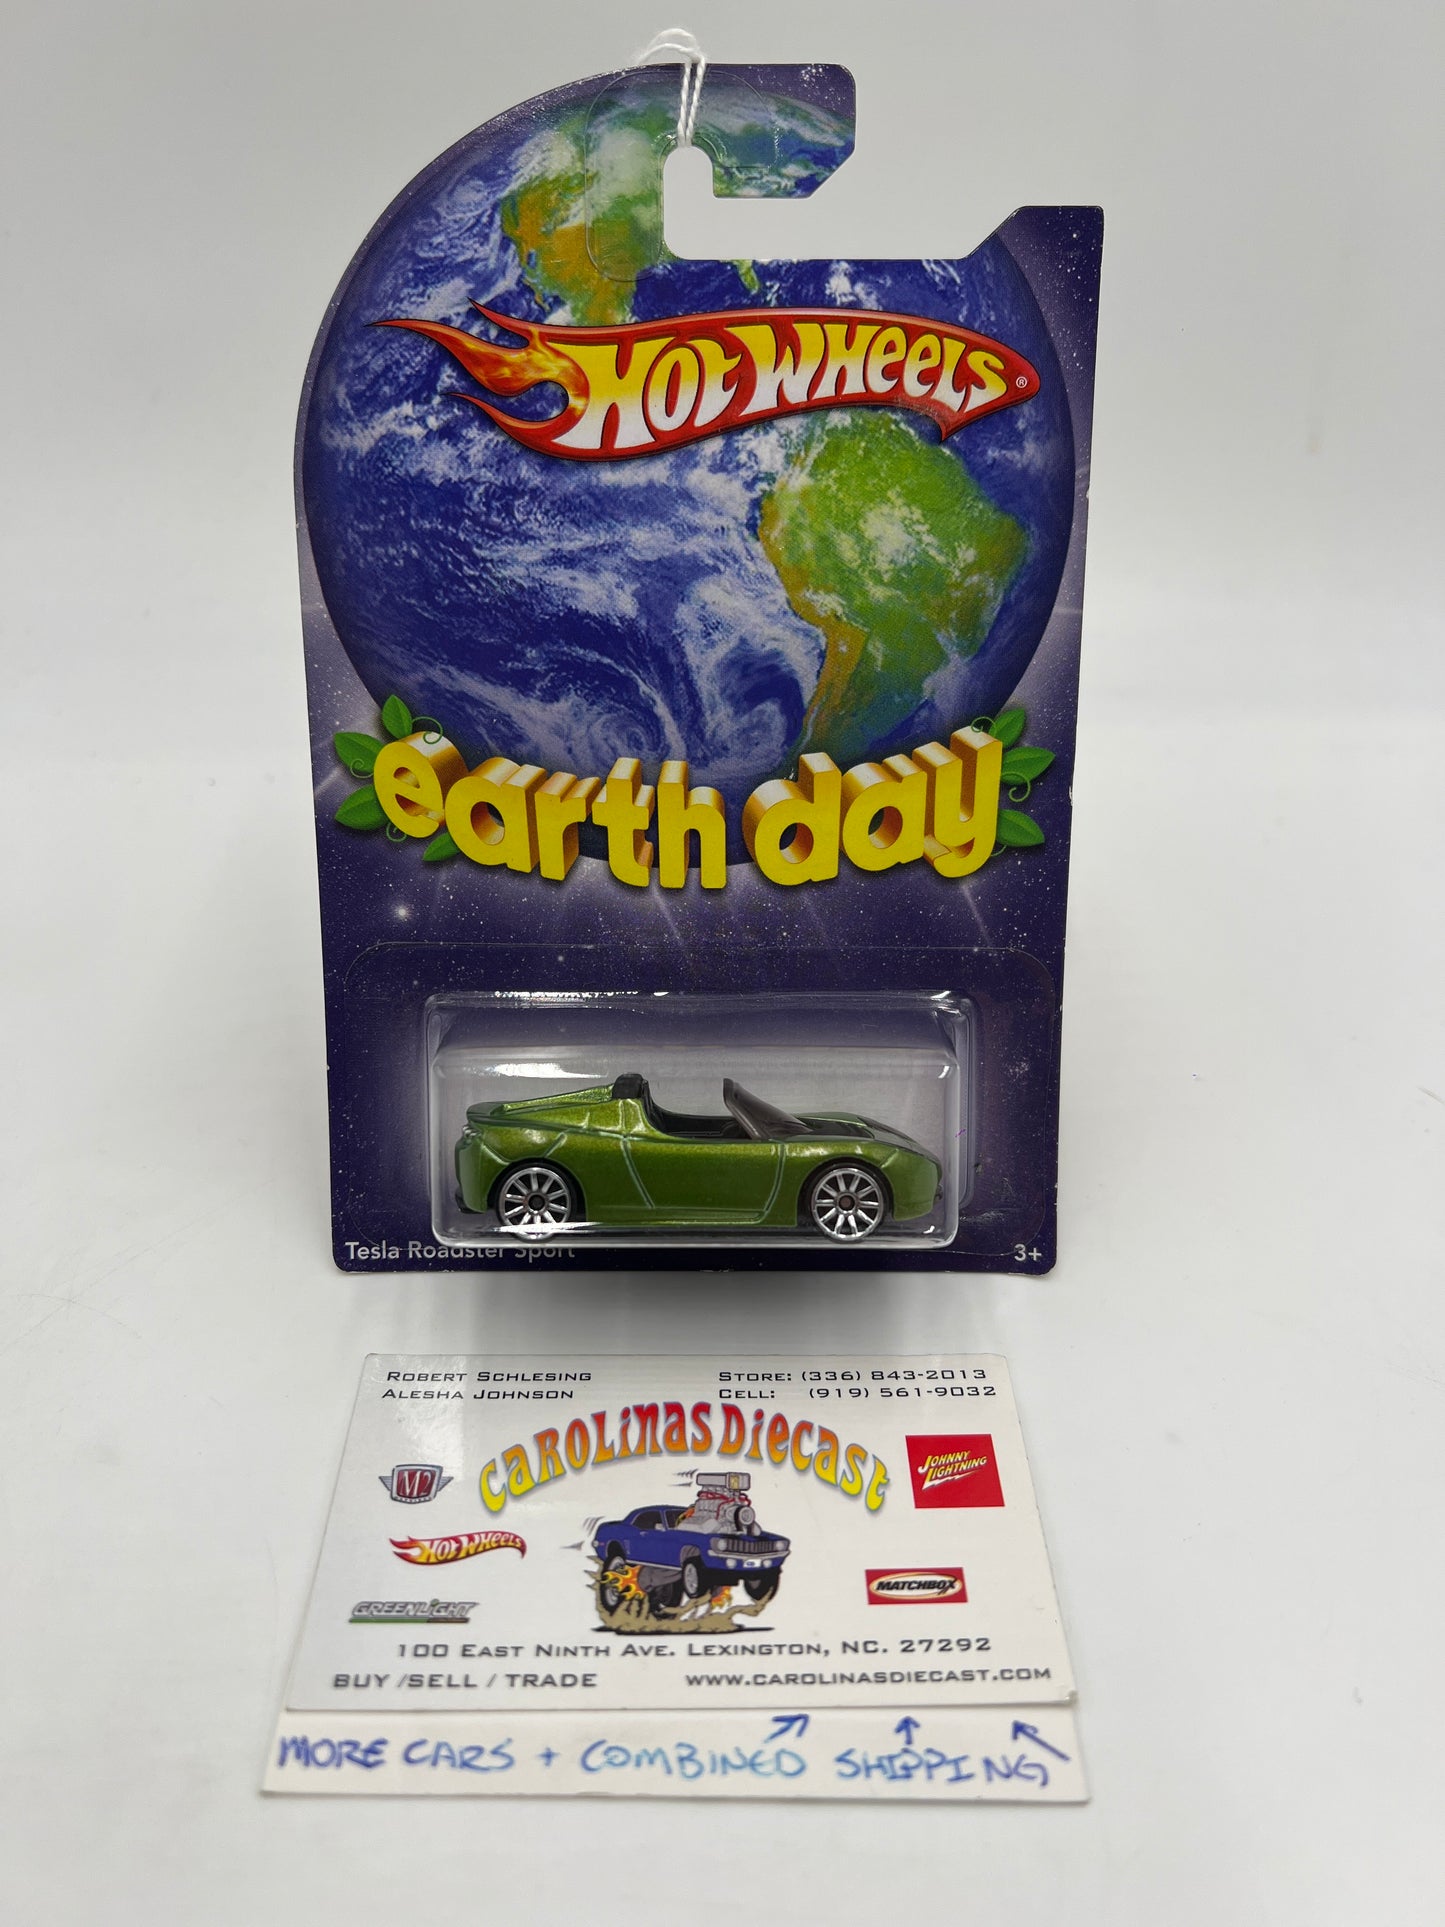 HOT WHEELS ®
earth day
Tesla Roadster Sport
3+
ROBERT SCHLESING
ALESHA JOHNSON
STORE: (336) 843-2013
CELL: (919) 561-9032
CAROLINAS DIECAST
M2
JOHNNY
LIGHTNING
HOT WHEELS
MATCHBOX
GREENLIGHT
100 EAST NINTH AVE. LEXINGTON, NC. 27292
BUY /SELL / TRADE
WWW.CAROLINASDIECAST.COM
MORE CARS + COMBINED SHIPPING